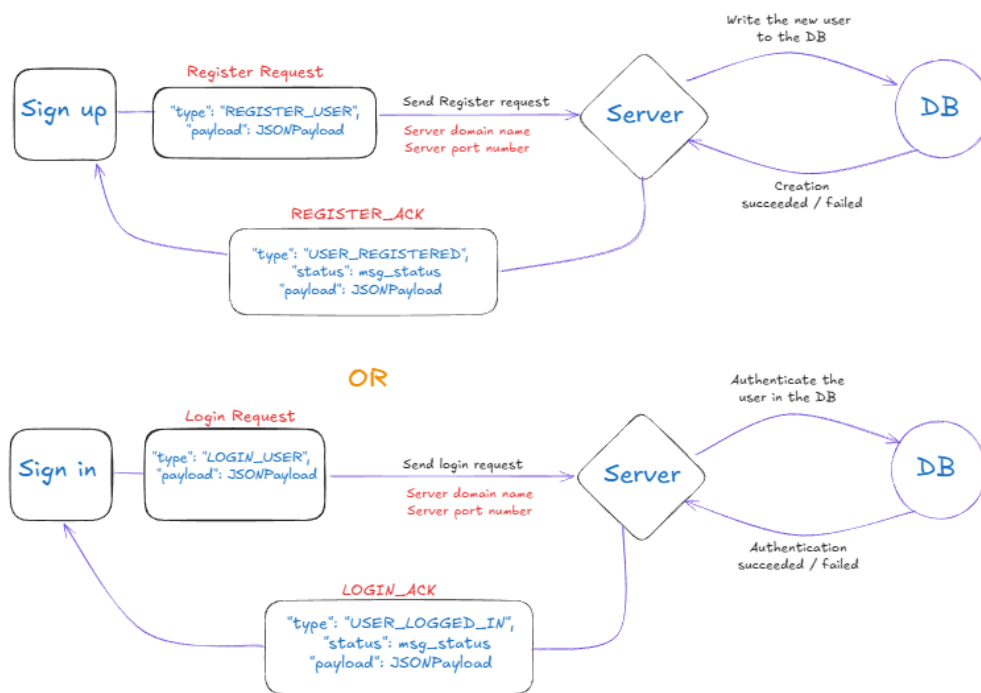 Write the new user
to the DB
Register Request
Sign up
"type": "REGISTER_USER",
"payload": JSONPayload
Send Register request
Server domain name
Server port number
Server
DB
Creation
succeeded / failed
REGISTER_ACK
"type": "USER_REGISTERED",
"status": msg_status
"payload": JSONPayload
OR
Authenticate the
user in the DB
Login Request
Sign in
"type": "LOGIN_USER",
"payload": JSONPayload
Send login request
Server domain name
Server port number
Server
DB
Authentication
succeeded / failed
LOGIN_ACK
"type": "USER_LOGGED_IN",
"status": msg_status
"payload": JSONPayload